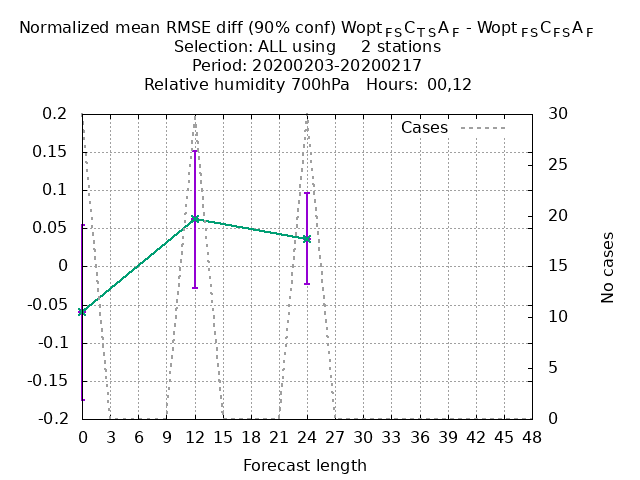 Normalized mean RMSE diff (90% conf) Wopt FS C T S A F - Wopt FS C F S A F
Selection: ALL using 2 stations
Period: 20200203-20200217
Relative humidity 700hPa Hours: 00,12
Cases
0.2
0.15
0.1
0.05
0
-0.05
-0.1
-0.15
-0.2
30
25
20
15
10
5
0
No cases
0 3 6 9 12 15 18 21 24 27 30 33 36 39 42 45 48
Forecast length